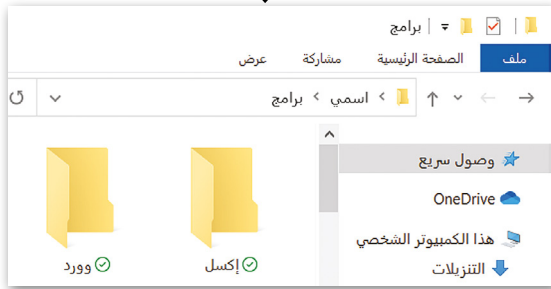 برامج
ملف الصفحة الرئيسية مشاركة عرض
اسمي برامج
وصول سريع
OneDrive
هذا الكمبيوتر الشخصي
التنزيلات
إكسل
وورد